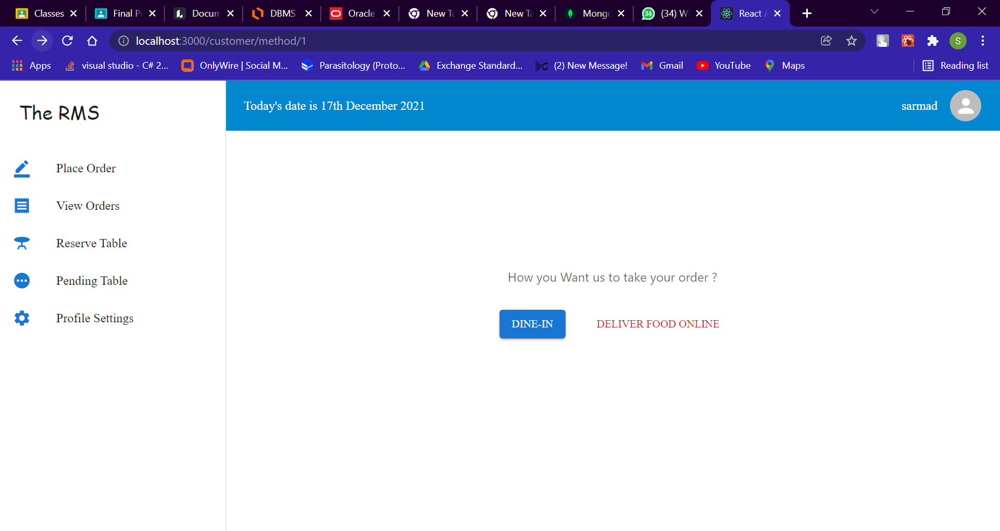 Classes
Final P
Docum
DBMS
Oracle
New Ta
New Ta
Mongo
34
(34) W
React
localhost:3000/customer/method/1
S
Apps
visual studio - C# 2...
OnlyWire | Social M...
Parasitology (Proto...
Exchange Standard...
(2) New Message!
Gmail
YouTube
Maps
Reading list
The RMS
Today's date is 17th December 2021
sarmad
Place Order
View Orders
Reserve Table
Pending Table
Profile Settings
How you Want us to take your order ?
DINE-IN
DELIVER FOOD ONLINE